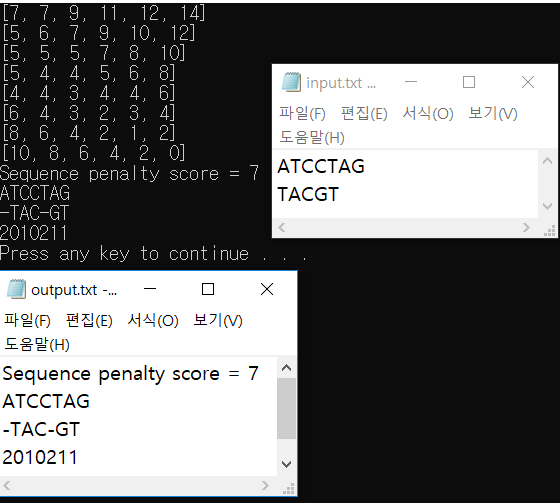 [7, 7, 9, 11, 12, 14]
[5, 6, 7, 9, 10, 12]
[5, 5, 5, 7, 8, 10]
[5, 4, 4, 5, 6, 8]
[4, 4, 3, 4, 4, 6]
[6, 4, 3, 2, 3, 4]
[8, 6, 4, 2, 1, 2]
[10, 8, 6, 4, 2, 0]
Sequence penalty score = 7
ATCCTAG
-TAC-GT
2010211
Press any key to continue . . .
input.txt ...
파일(F) 편집(E) 서식(O) 보기(V)
도움말(H)
ATCCTAG
TACGT
output.txt -...
파일(F) 편집(E) 서식(O) 보기(V)
도움말(H)
Sequence penalty score = 7
ATCCTAG
-TAC-GT
2010211